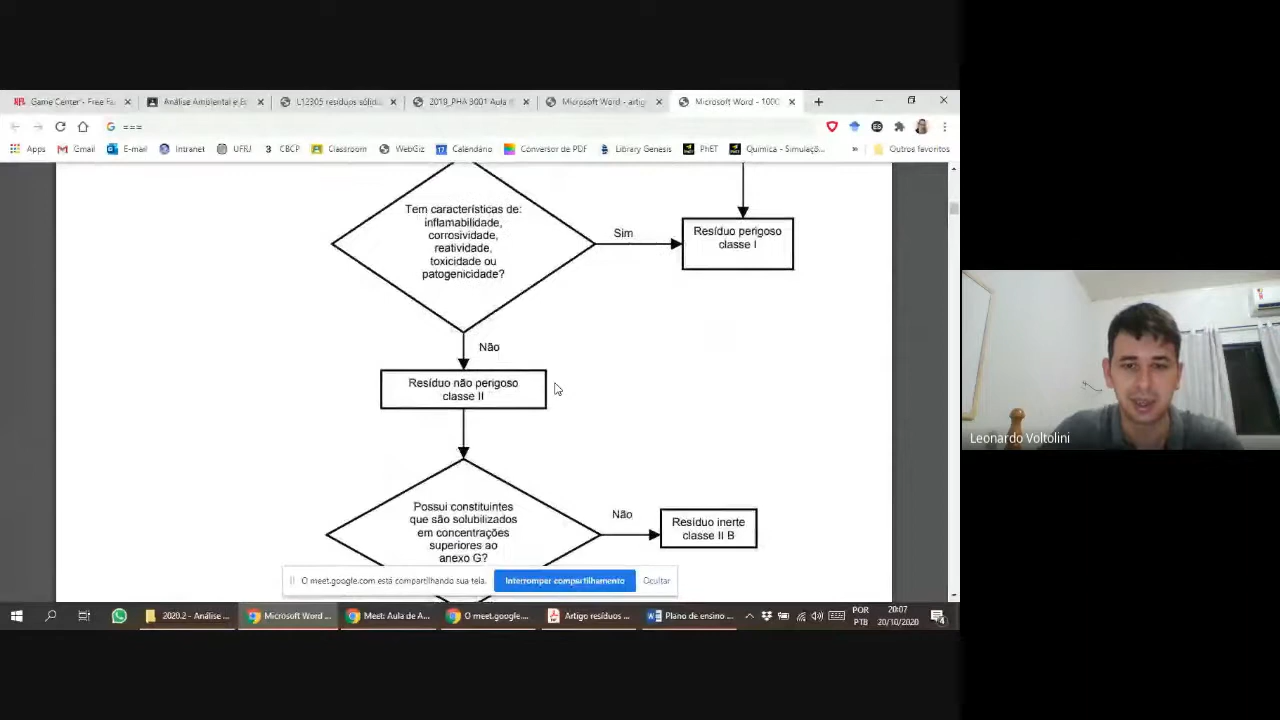 Game Center - Free Fa
Análise Ambiental e Ec
L12305 resíduos sólid
2019_PHA 3001 Aula
Microsoft Word - artig
Microsoft Word - 1000
===
Apps
Gmail
E-mail
Intranet
UFRJ
3 CBCP
Classroom
WebGiz
Calendário
Conversor de PDF
Library Genesis
PhET
Química - Simulaçõ...
»
Outros favoritos
Tem características de:
inflamabilidade,
corrosividade,
reatividade,
toxicidade ou
patogenicidade?
Sim
Resíduo perigoso
classe I
Não
Resíduo não perigoso
classe II
Possui constituintes
que são solubilizados
em concentrações
superiores ao
anexo G?
Não
Resíduo inerte
classe II B
O meet.google.com está compartilhando sua tela.
Interromper compartilhamento
Ocultar
Leonardo Voltolini
2020.2 - Análise ...
Microsoft Word ...
Meet: Aula de A...
O meet.google....
Artigo resíduos ...
Plano de ensino ...
POR
PTB
20:07
20/10/2020
4